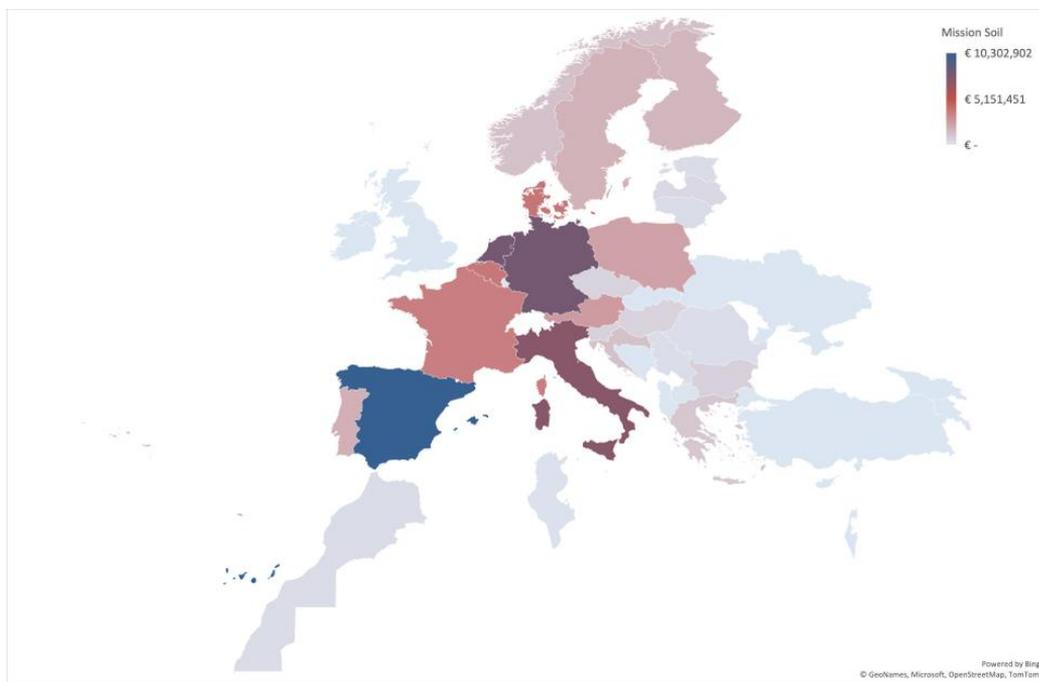 Mission Soil
€ 10,302,902
€ 5,151,451
€ -
Powered by Bing
© GeoNames, Microsoft, OpenStreetMap, TomTom